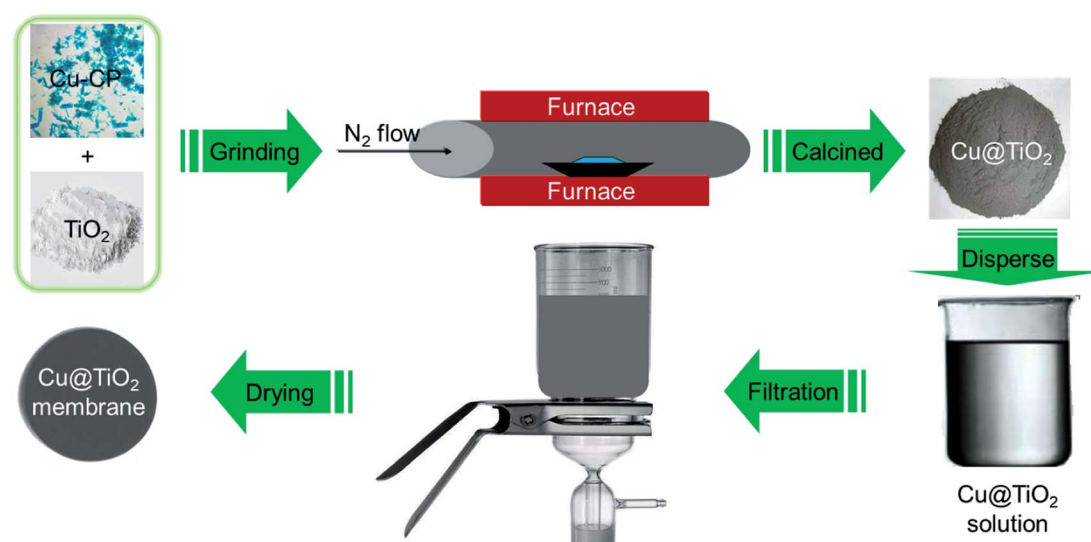 Cu-CP
+
TiO₂
Grinding
N₂ flow
Furnace
Furnace
Calcined
Cu@TiO₂
Disperse
Cu@TiO₂
solution
Filtration
Drying
Cu@TiO₂
membrane